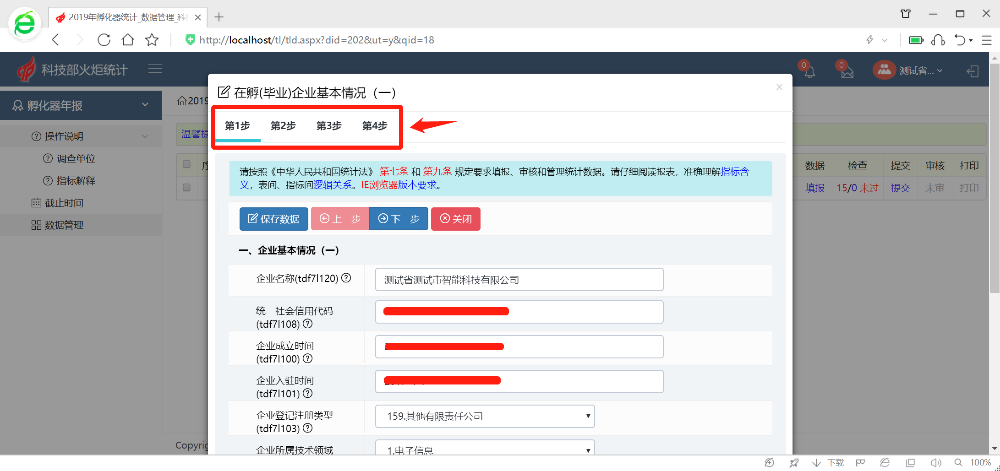 2019年孵化器统计_数据管理_科
http://localhost/tl/tld.aspx?did=202&ut=y&qid=18
科技部火炬统计
0
0
测试省...
孵化器年报
操作说明
调查单位
指标解释
截止时间
数据管理
2019
温馨提
序
数据 检查 提交 审核 打印
填报 15/0 未过 提交 未审 打印
在孵(毕业)企业基本情况（一）
×
第1步 第2步 第3步 第4步
请按照《中华人民共和国统计法》 第七条 和 第九条 规定要求填报、审核和管理统计数据。请仔细阅读报表，准确理解指标含
义，表间、指标间逻辑关系。IE浏览器版本要求。
保存数据 上一步 下一步 关闭
一、企业基本情况（一）
企业名称(tdf7l120) 测试省测试市智能科技有限公司
统一社会信用代码
(tdf7l108)
企业成立时间
(tdf7l100)
企业入驻时间
(tdf7l101)
企业登记注册类型
(tdf7l103)
159.其他有限责任公司
企业所属技术领域
1.电子信息
Copyrig
下载 100%